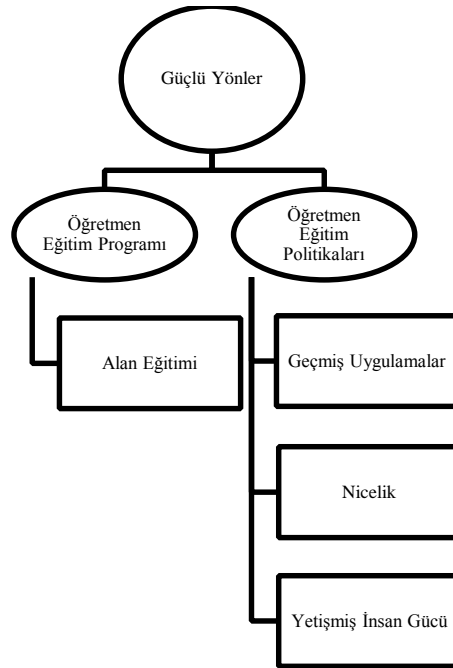 Güçlü Yönler
Öğretmen
Eğitim Programı
Öğretmen
Eğitim
Politikaları
Alan Eğitimi
Geçmiş Uygulamalar
Nicelik
Yetişmiş İnsan Gücü